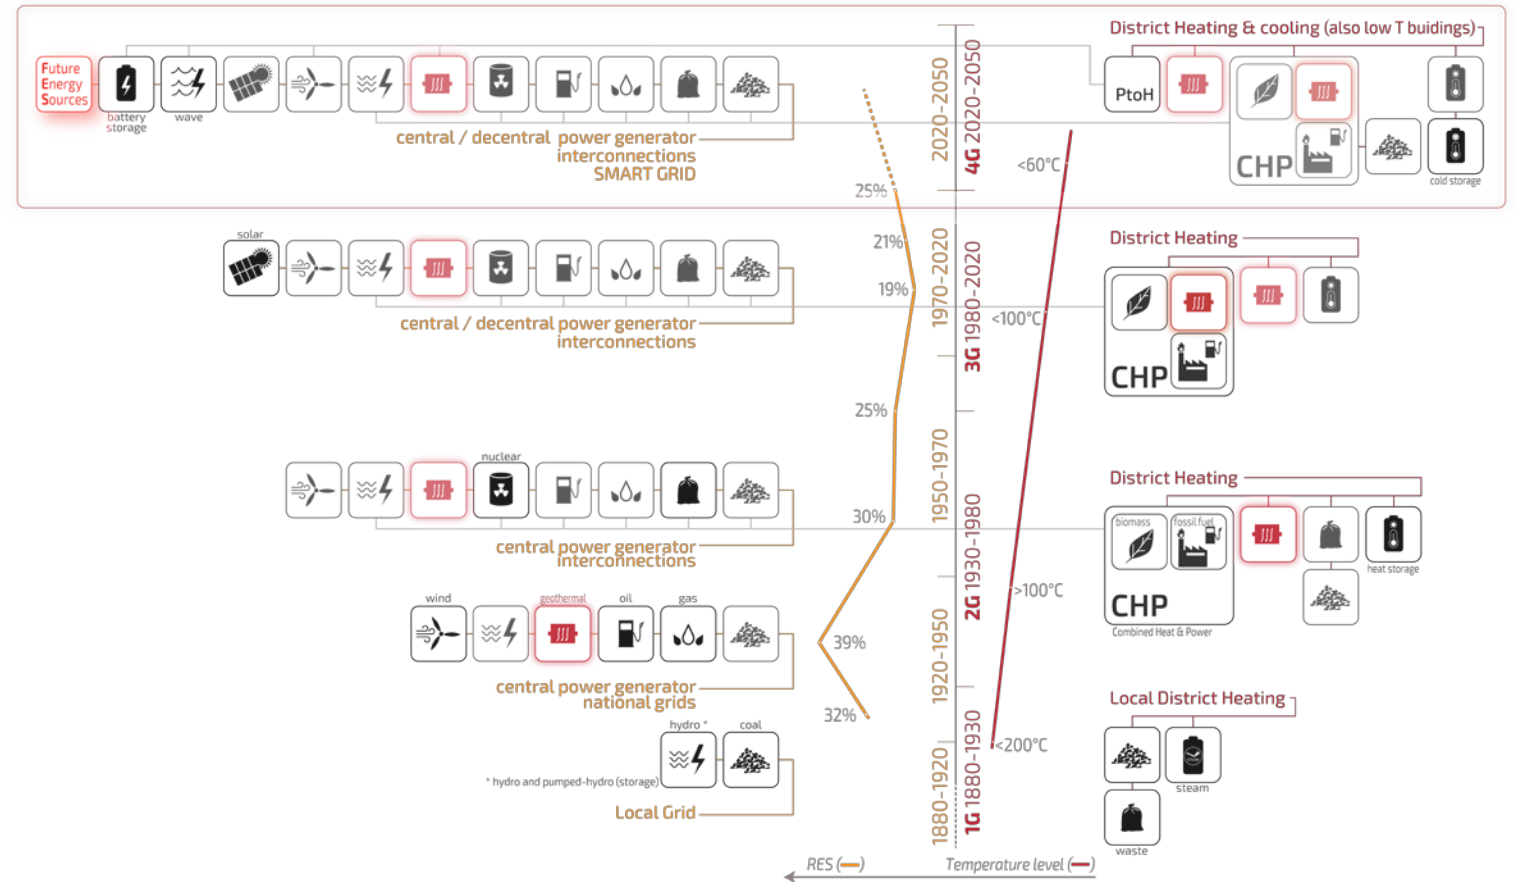 District Heating & cooling (also low T buidings)
Future
Energy
Sources
battery
storage
wave
PtoH
CHP
cold storage
central / decentral power generator
interconnections
SMART GRID
2020-2050
4G 2020-2050
<60°C
25%
solar
21%
19%
central / decentral power generator
interconnections
1970-2020
3G 1980-2020
<100°C
District Heating
CHP
25%
nuclear
30%
central power generator
interconnections
1950-1970
2G 1930-1980
>100°C
District Heating
biomass
fossil fuel
heat storage
CHP
Combined Heat & Power
wind
geothermal
oil
gas
39%
central power generator
national grids
1920-1950
32%
hydro *
coal
* hydro and pumped-hydro (storage)
Local Grid
1880-1920
1G 1880-1930
<200°C
Local District Heating
steam
waste
RES (—)
Temperature level (—)